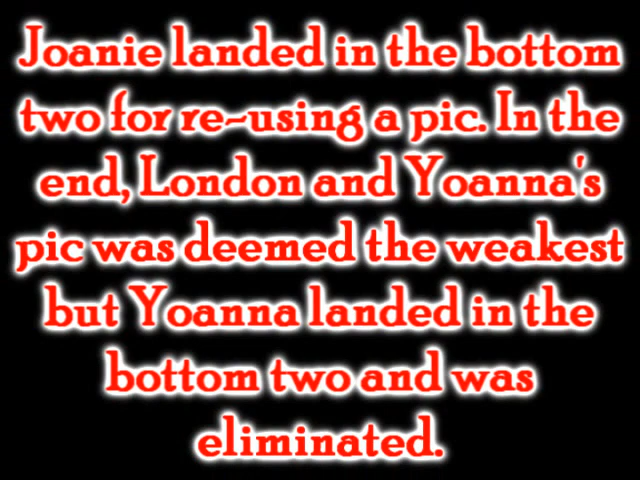 Joanie landed in the bottom
two for re-using a pic. In the
end, London and Yoanna's
pic was deemed the weakest
but Yoanna landed in the
bottom two and was
eliminated.